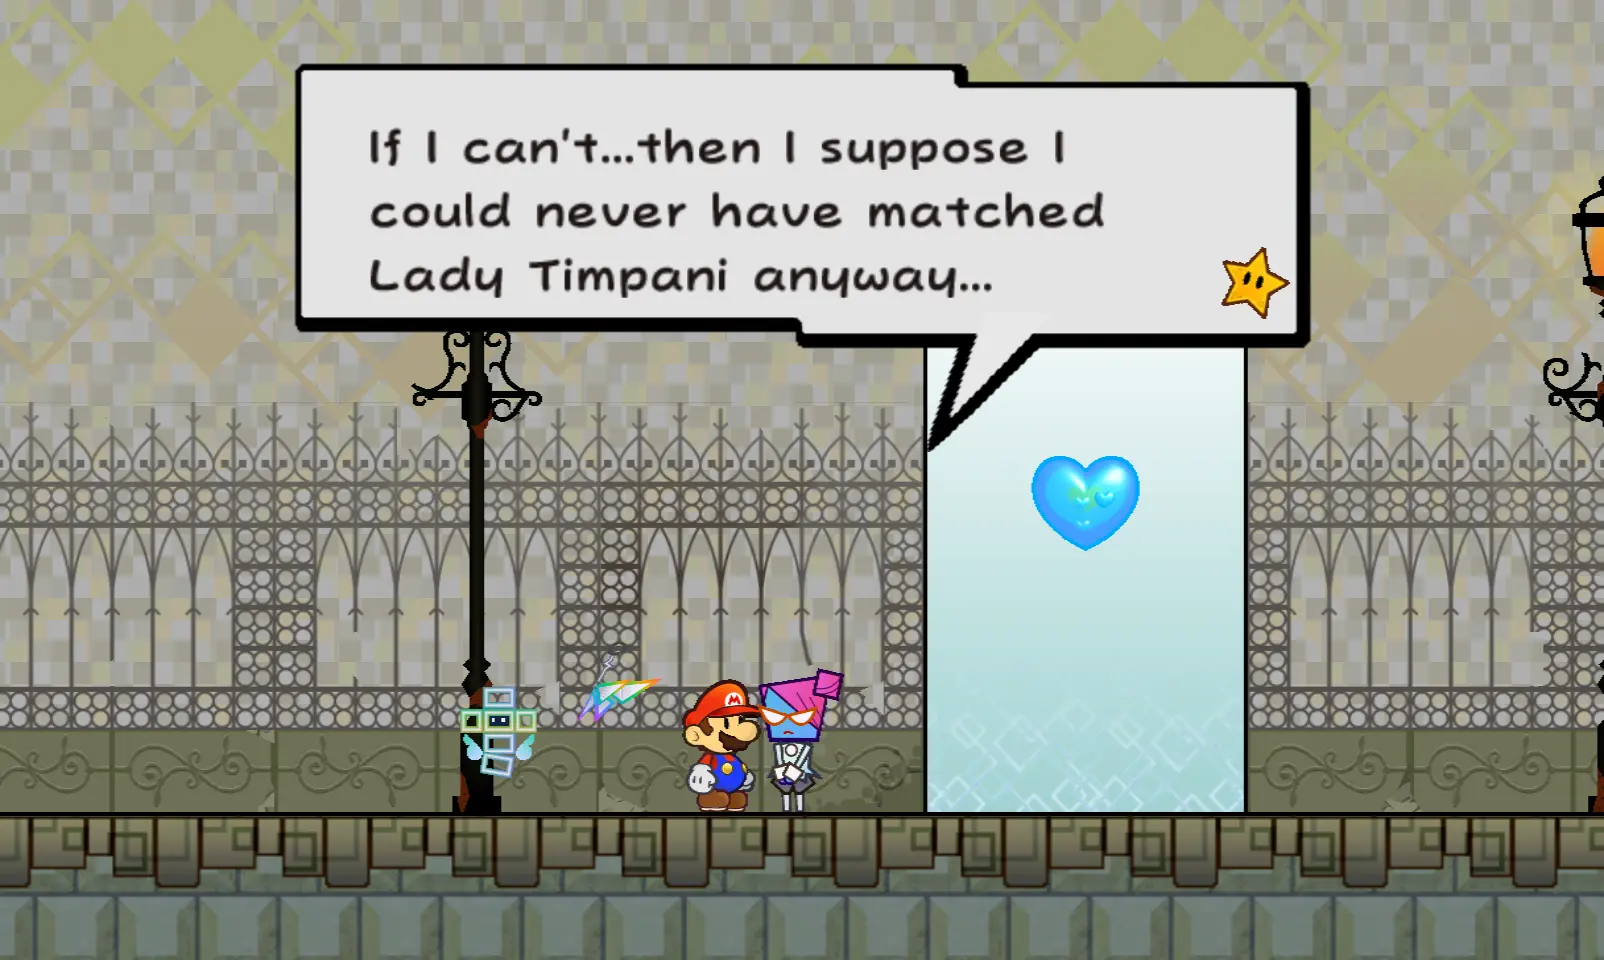 If I can't...then I suppose I
could never have matched
Lady Timpani anyway...
M